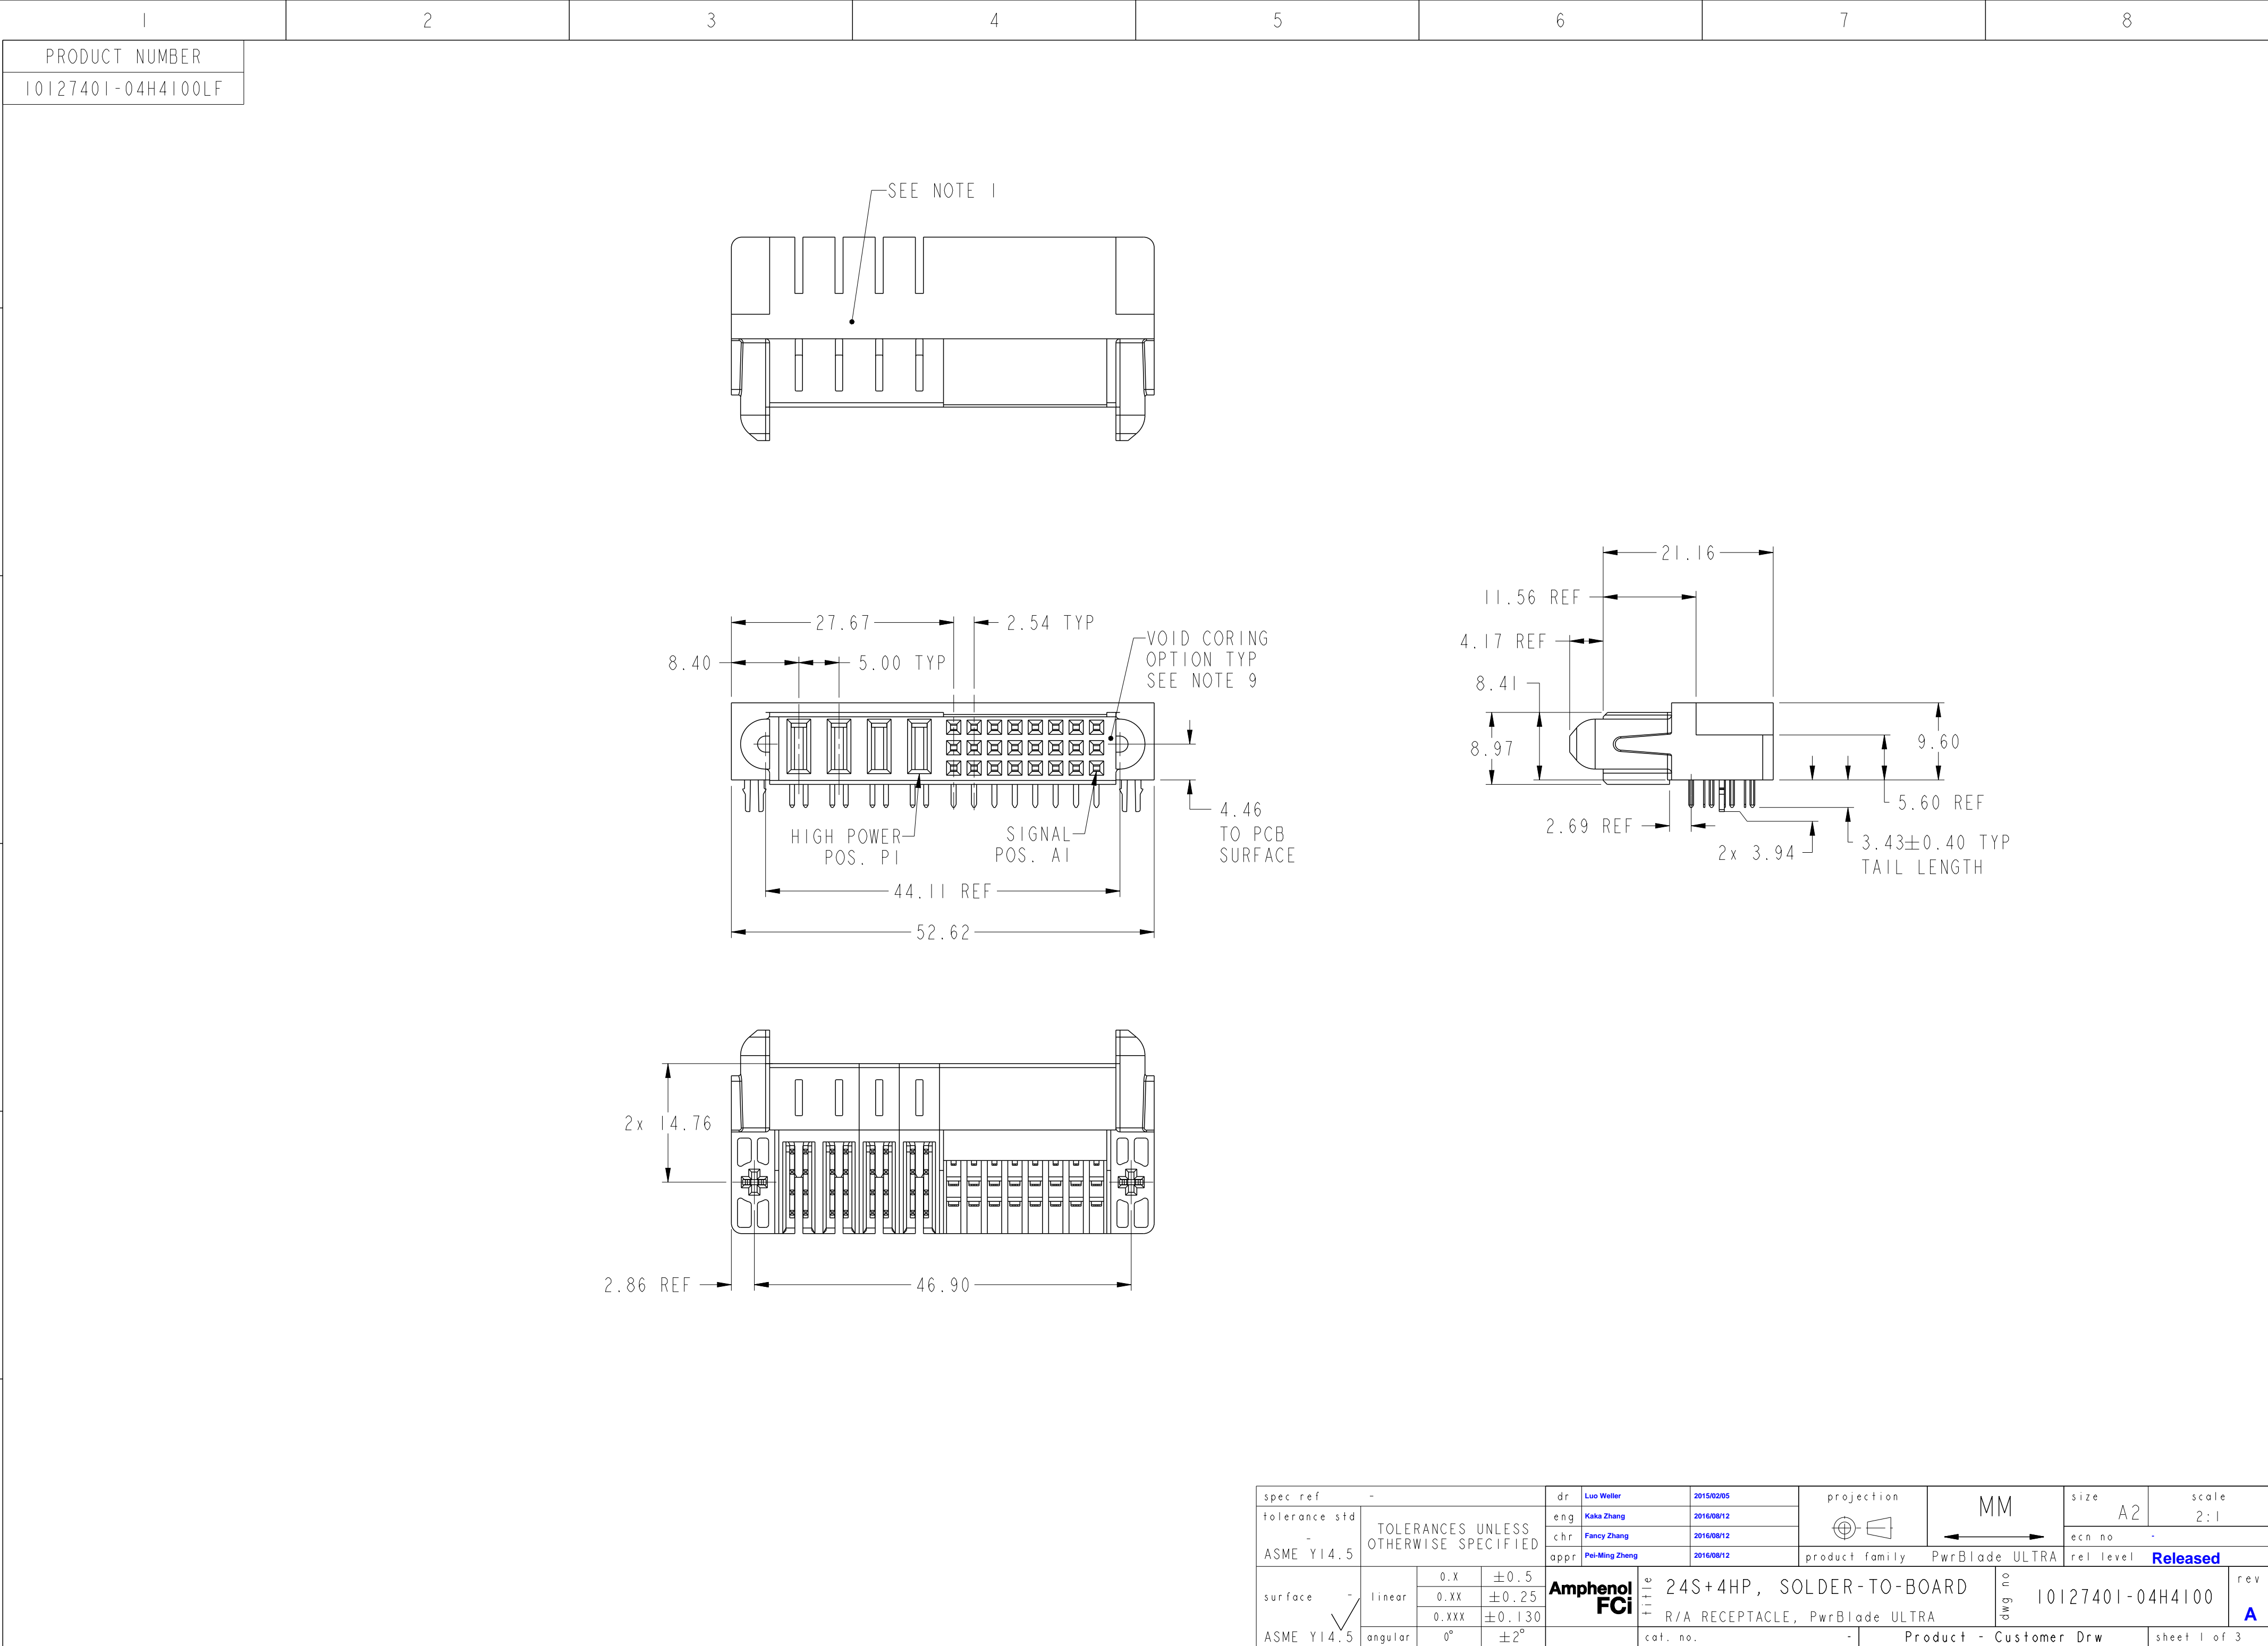 1 2 3 4 5 6 7 8
PRODUCT NUMBER
10127401-04H4100LF
SEE NOTE 1
27.67
2.54 TYP
8.40
5.00 TYP
VOID CORING
OPTION TYP
SEE NOTE 9
HIGH POWER
POS. P1
SIGNAL
POS. A1
4.46
TO PCB
SURFACE
44.11 REF
52.62
21.16
11.56 REF
4.17 REF
8.41
8.97
9.60
5.60 REF
2.69 REF
2x 3.94
3.43±0.40 TYP
TAIL LENGTH
2x 14.76
2.86 REF
46.90
spec ref -
tolerance std
-
ASME Y14.5
TOLERANCES UNLESS
OTHERWISE SPECIFIED
surface -
ASME Y14.5
linear
0.X ±0.5
0.XX ±0.25
0.XXX ±0.130
angular 0° ±2°
dr Luo Weller 2015/02/05
eng Kaka Zhang 2016/08/12
chr Fancy Zhang 2016/08/12
appr Pei-Ming Zheng 2016/08/12
projection
MM
size A2
scale 2:1
ecn no -
product family PwrBlade ULTRA
rel level Released
Amphenol
FCi
title 24S+4HP, SOLDER-TO-BOARD
R/A RECEPTACLE, PwrBlade ULTRA
dwg no 10127401-04H4100
rev A
cat. no. -
Product - Customer Drw
sheet 1 of 3